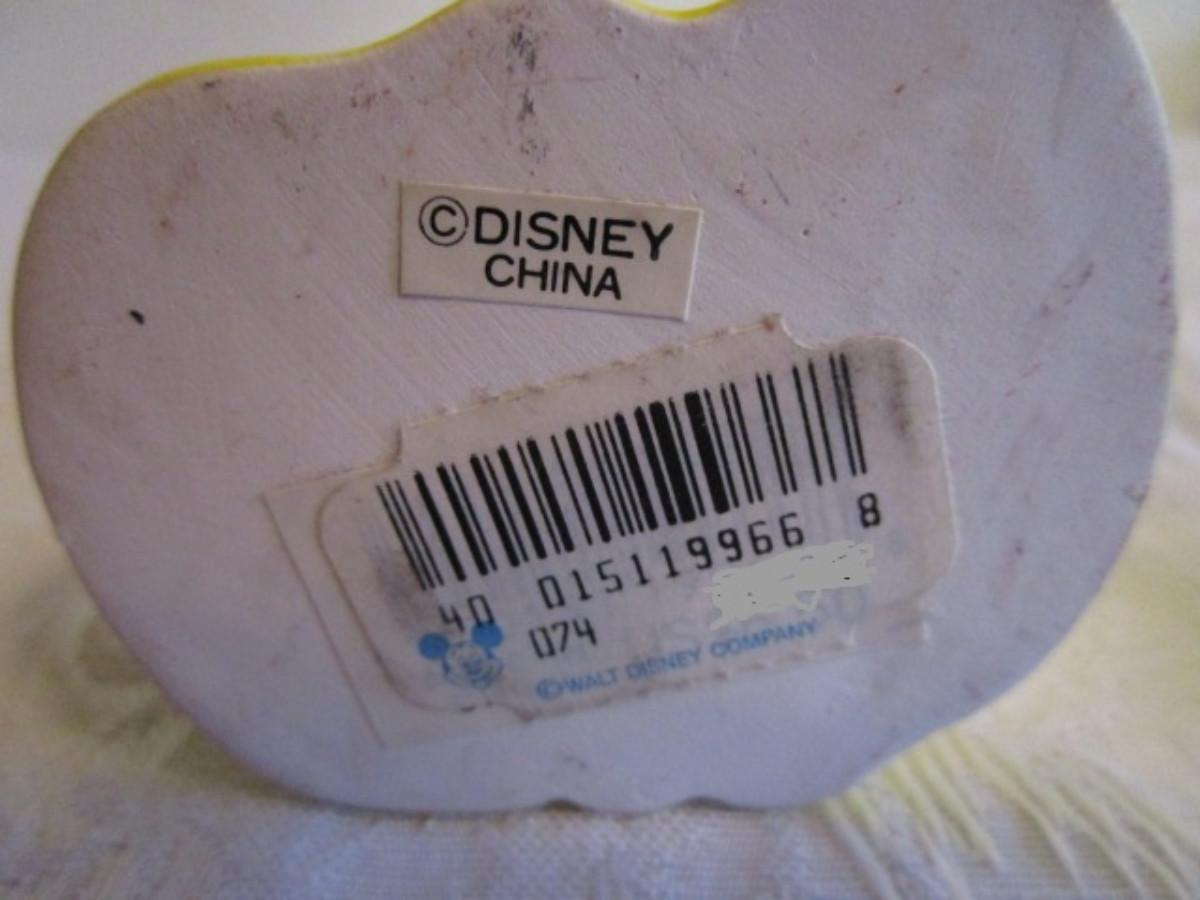 ©DISNEY
CHINA
40 015119966 8
074
©WALT DISNEY COMPANY